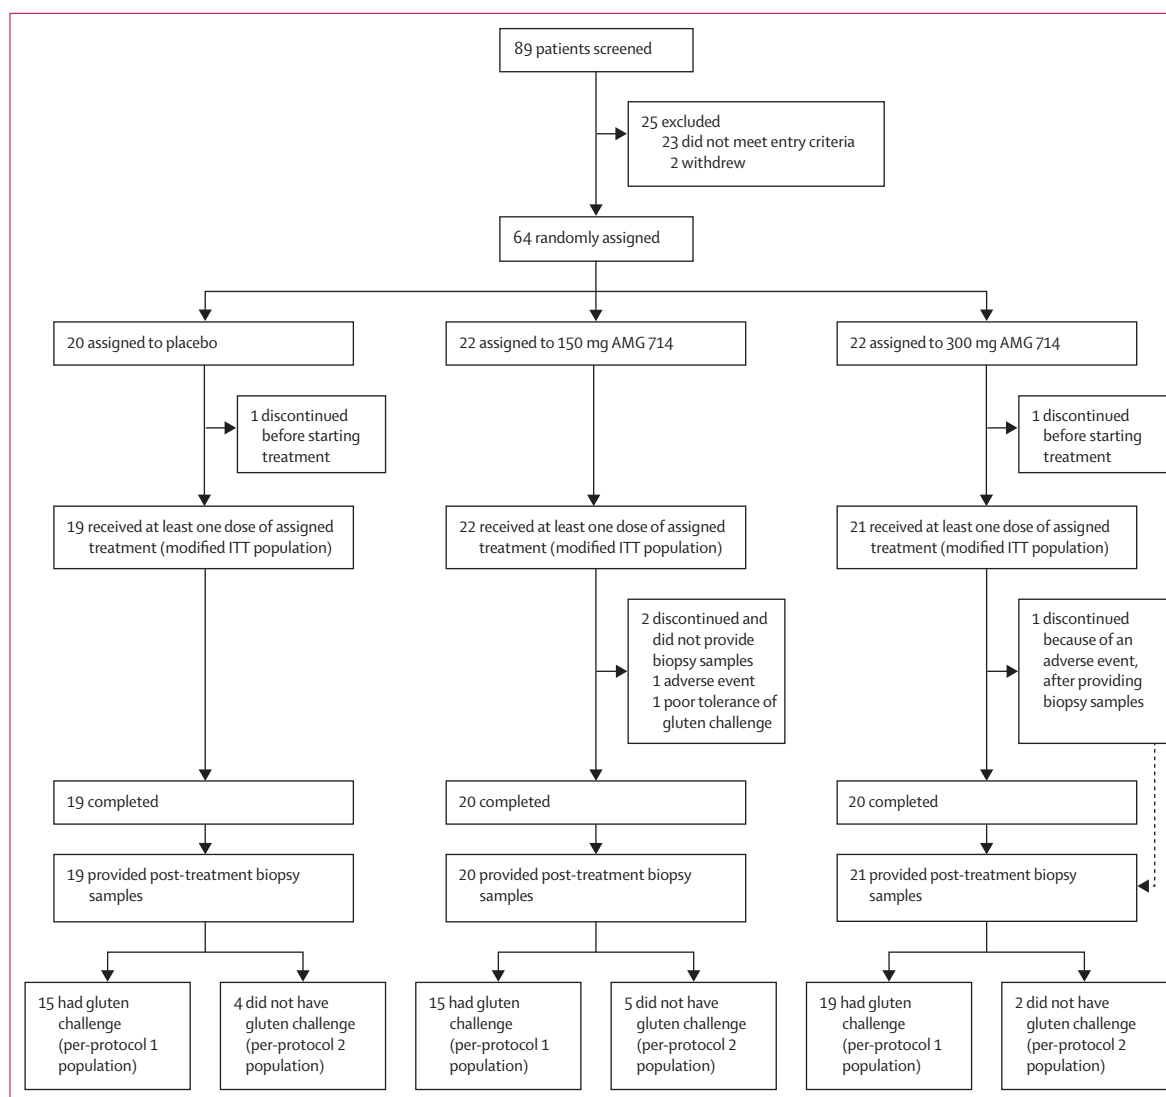 89 patients screened
25 excluded
23 did not meet entry criteria
2 withdrew
64 randomly assigned
20 assigned to placebo
22 assigned to 150 mg AMG 714
22 assigned to 300 mg AMG 714
1 discontinued
before starting
treatment
1 discontinued
before starting
treatment
19 received at least one dose of assigned
treatment (modified ITT population)
22 received at least one dose of assigned
treatment (modified ITT population)
21 received at least one dose of assigned
treatment (modified ITT population)
2 discontinued and
did not provide
biopsy samples
1 adverse event
1 poor tolerance of
gluten challenge
1 discontinued
because of an
adverse event,
after providing
biopsy samples
19 completed
20 completed
20 completed
19 provided post-treatment biopsy
samples
20 provided post-treatment biopsy
samples
21 provided post-treatment biopsy
samples
15 had gluten
challenge
(per-protocol 1
population)
4 did not have
gluten challenge
(per-protocol 2
population)
15 had gluten
challenge
(per-protocol 1
population)
5 did not have
gluten challenge
(per-protocol 2
population)
19 had gluten
challenge
(per-protocol 1
population)
2 did not have
gluten challenge
(per-protocol 2
population)